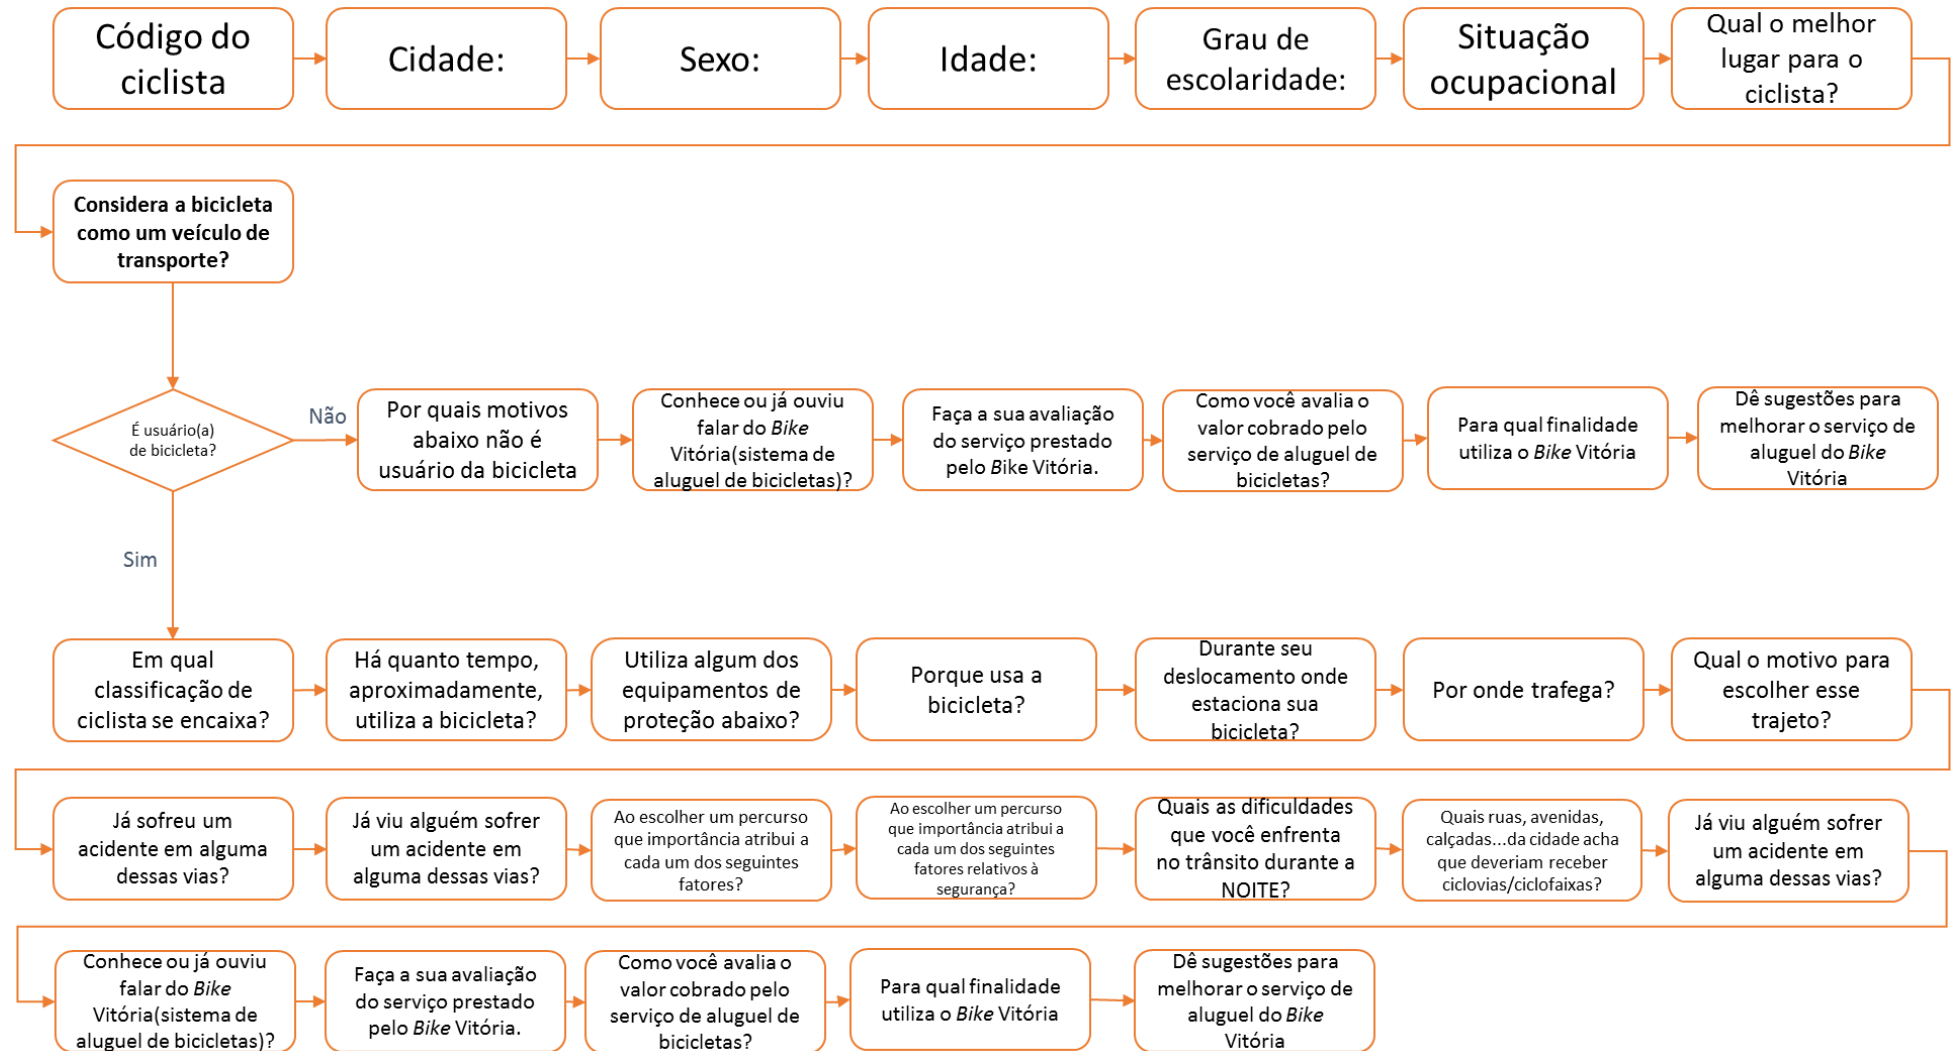 Código do
ciclista
Cidade:
Sexo:
Idade:
Grau de
escolaridade:
Situação
ocupacional
Qual o melhor
lugar para o
ciclista?
Considera a bicicleta
como um veículo de
transporte?
É usuário(a)
de bicicleta?
Não
Por quais motivos
abaixo não é
usuário da bicicleta
Conhece ou já ouviu
falar do Bike
Vitória(sistema de
aluguel de bicicletas)?
Faça a sua avaliação
do serviço prestado
pelo Bike Vitória.
Como você avalia o
valor cobrado pelo
serviço de aluguel de
bicicletas?
Para qual finalidade
utiliza o Bike Vitória
Dê sugestões para
melhorar o serviço de
aluguel do Bike
Vitória
Sim
Em qual
classificação de
ciclista se encaixa?
Há quanto tempo,
aproximadamente,
utiliza a bicicleta?
Utiliza algum dos
equipamentos de
proteção abaixo?
Porque usa a
bicicleta?
Durante seu
deslocamento onde
estaciona sua
bicicleta?
Por onde trafega?
Qual o motivo para
escolher esse
trajeto?
Já sofreu um
acidente em alguma
dessas vias?
Já viu alguém sofrer
um acidente em
alguma dessas vias?
Ao escolher um percurso
que importância atribui a
cada um dos seguintes
fatores?
Ao escolher um percurso
que importância atribui a
cada um dos seguintes
fatores relativos à
segurança?
Quais as dificuldades
que você enfrenta
no trânsito durante a
NOITE?
Quais ruas, avenidas,
calçadas...da cidade acha
que deveriam receber
ciclovias/ciclofaixas?
Já viu alguém sofrer
um acidente em
alguma dessas vias?
Conhece ou já ouviu
falar do Bike
Vitória(sistema de
aluguel de bicicletas)?
Faça a sua avaliação
do serviço prestado
pelo Bike Vitória.
Como você avalia o
valor cobrado pelo
serviço de aluguel de
bicicletas?
Para qual finalidade
utiliza o Bike Vitória
Dê sugestões para
melhorar o serviço de
aluguel do Bike
Vitória